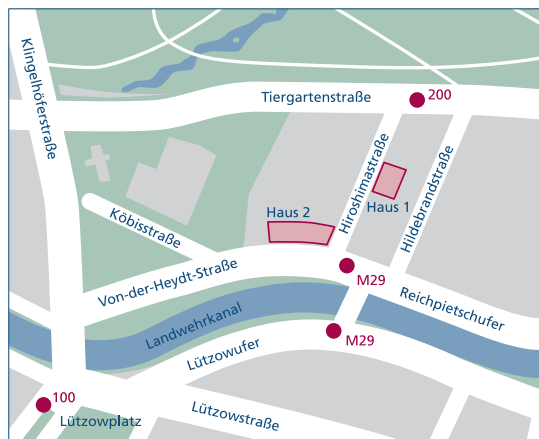 Klingelhöferstraße
Tiergartenstraße
200
Hiroshimastraße
Hildebrandstraße
Haus 1
Haus 2
Köbisstraße
Von-der-Heydt-Straße
M29
Reichpietschufer
Landwehrkanal
Lützowufer
M29
100
Lützowplatz
Lützowstraße